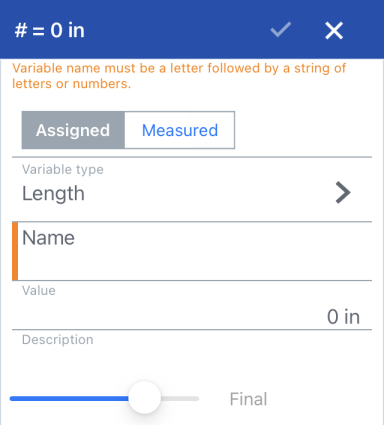 # = 0 in
Variable name must be a letter followed by a string of
letters or numbers.
Assigned Measured
Variable type
Length
Name
Value
0 in
Description
Final